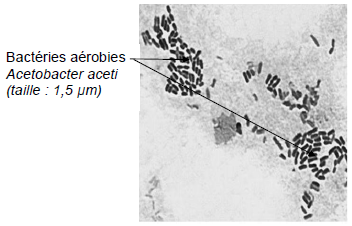 Bactéries aérobies
Acetobacter aceti
(taille : 1,5 µm)